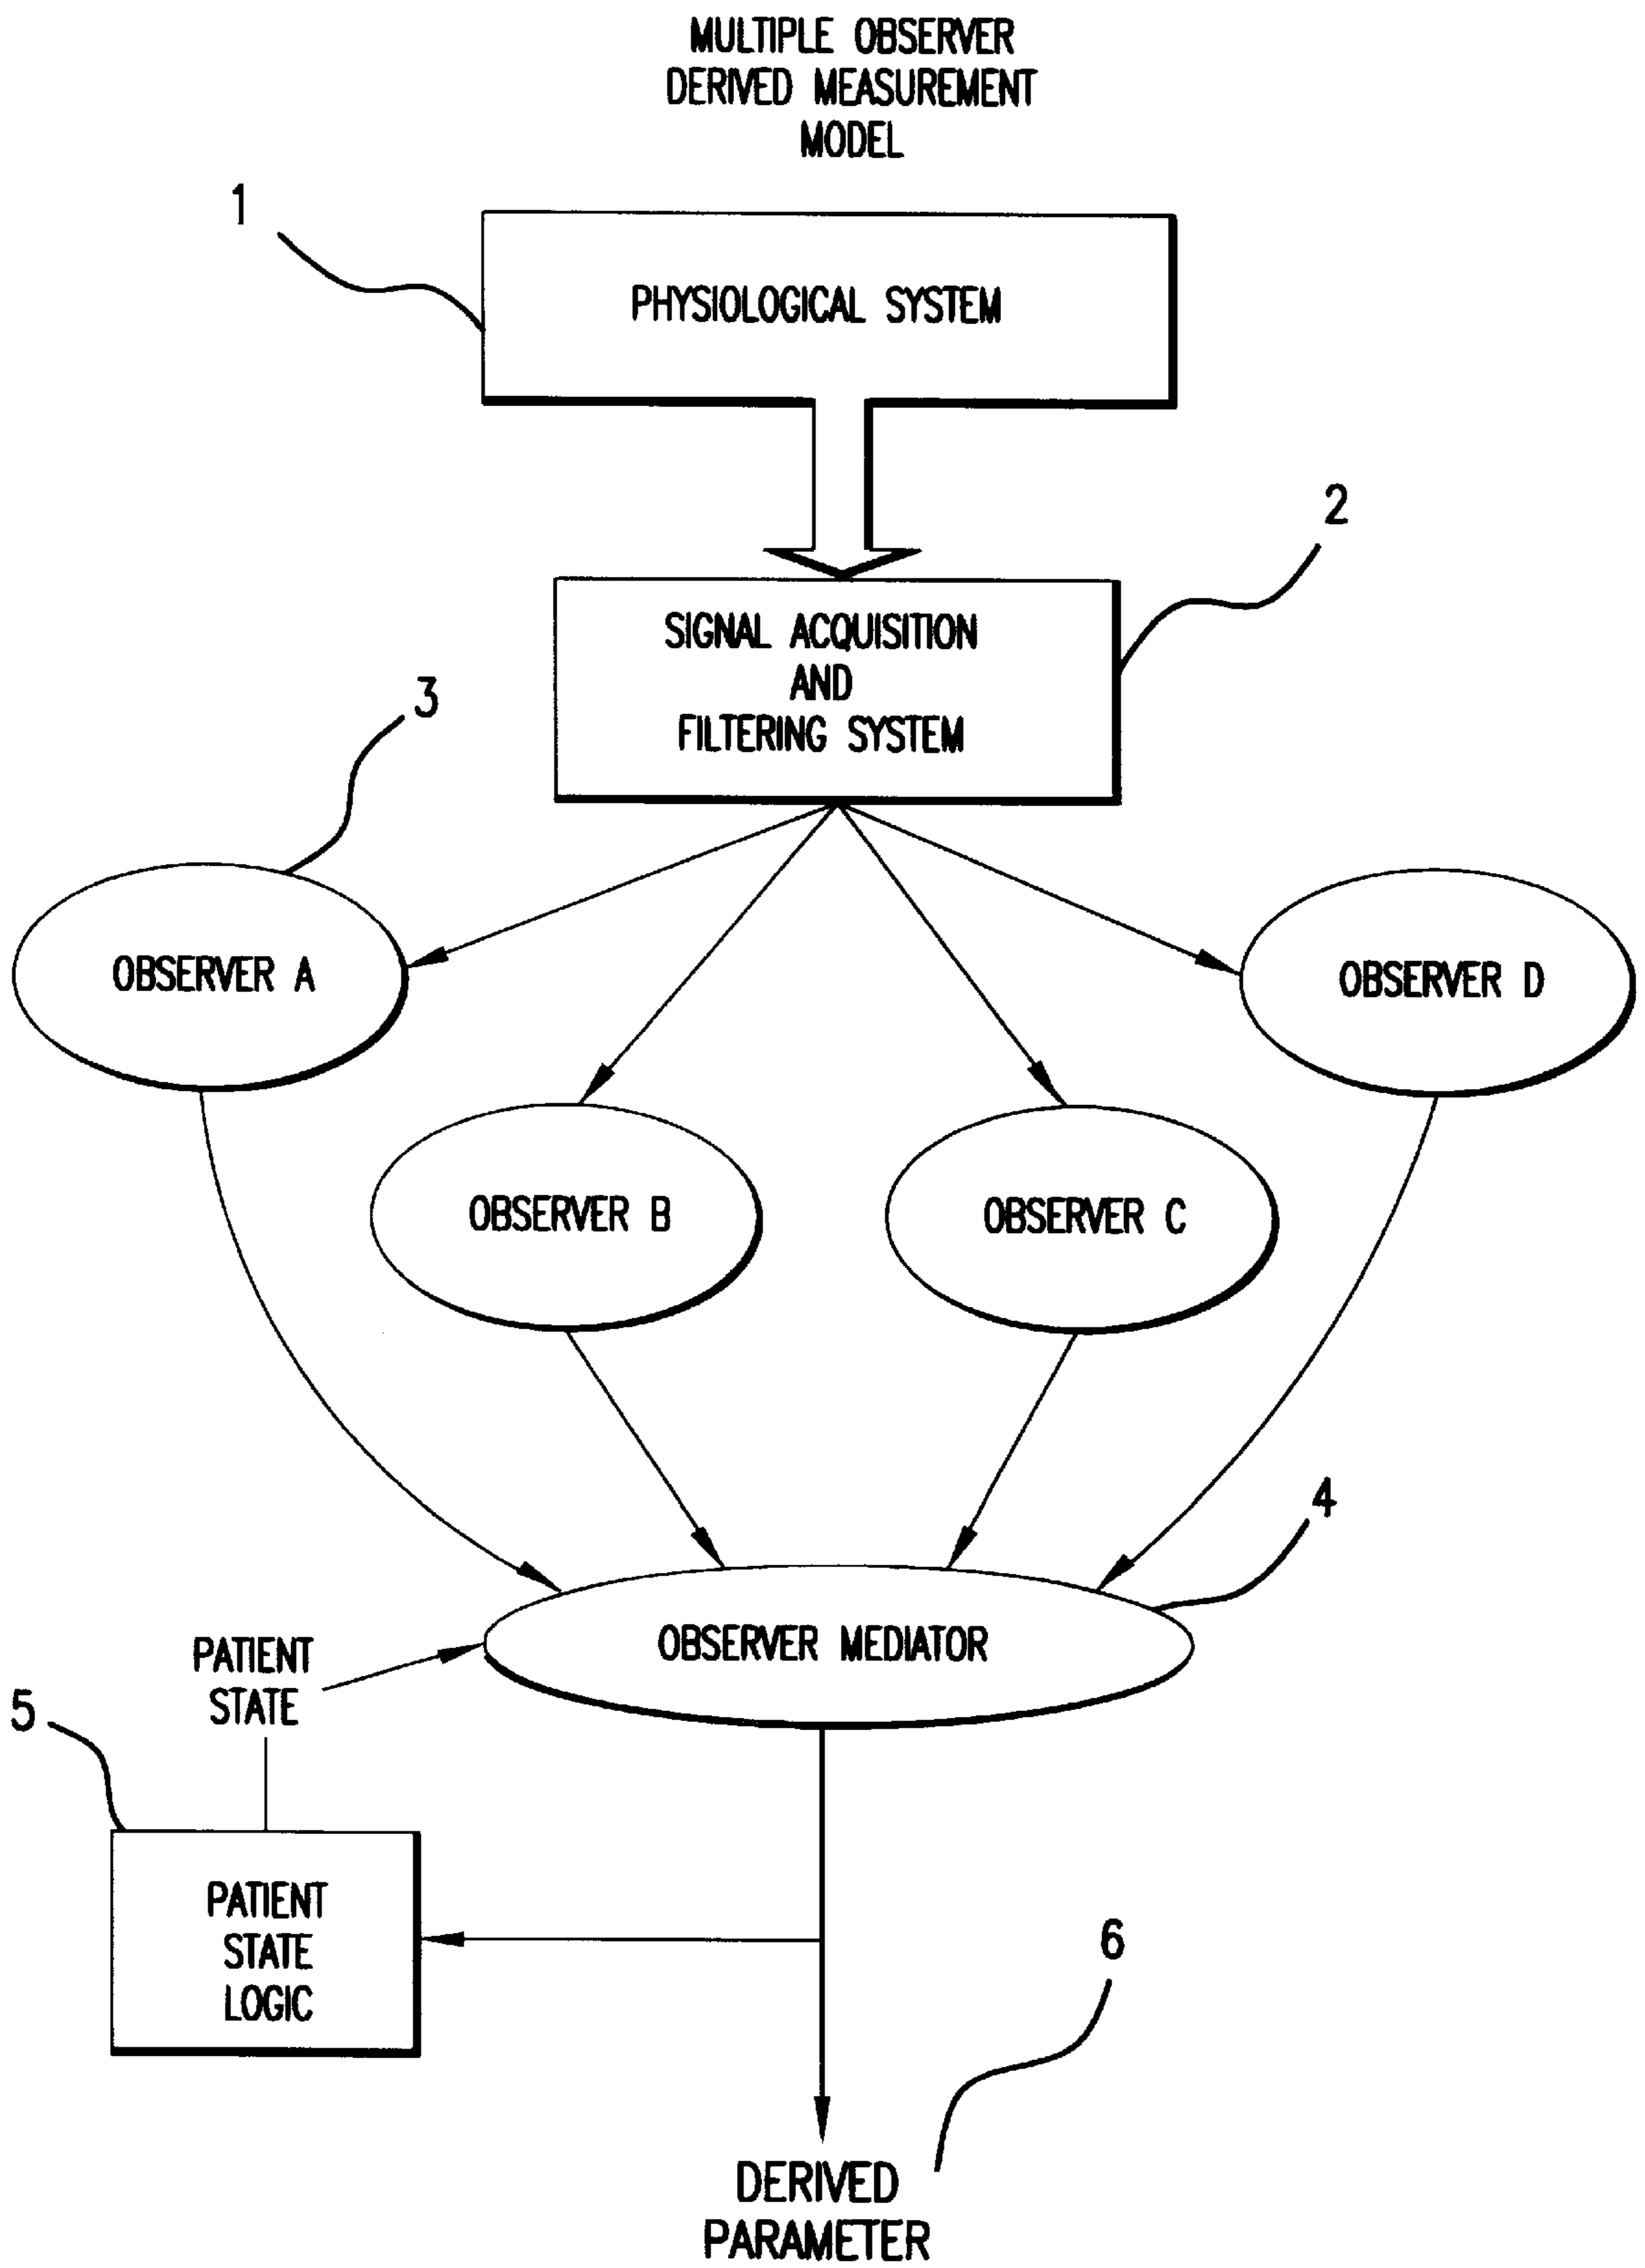 MULTIPLE OBSERVER
DERIVED MEASUREMENT
MODEL
1
PHYSIOLOGICAL SYSTEM
2
SIGNAL ACQUISITION
AND
FILTERING SYSTEM
3
OBSERVER A
OBSERVER D
OBSERVER B
OBSERVER C
4
OBSERVER MEDIATOR
PATIENT
STATE
5
PATIENT
STATE
LOGIC
6
DERIVED
PARAMETER